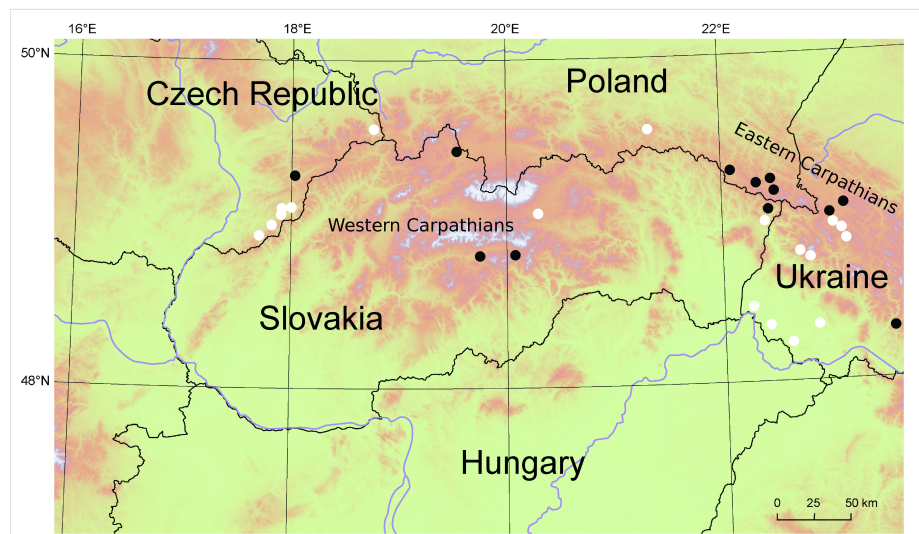 16°E 18°E 20°E 22°E
50°N
Poland
Czech Republic
Eastern Carpathians
Western Carpathians
Ukraine
Slovakia
48°N
Hungary
0 25 50 km